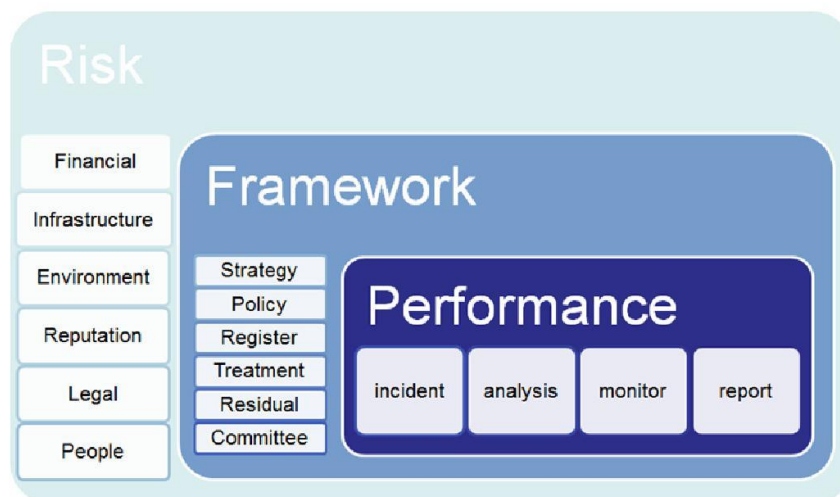 Risk
Financial
Infrastructure
Environment
Reputation
Legal
People
Framework
Strategy
Policy
Register
Treatment
Residual
Committee
Performance
incident
analysis
monitor
report